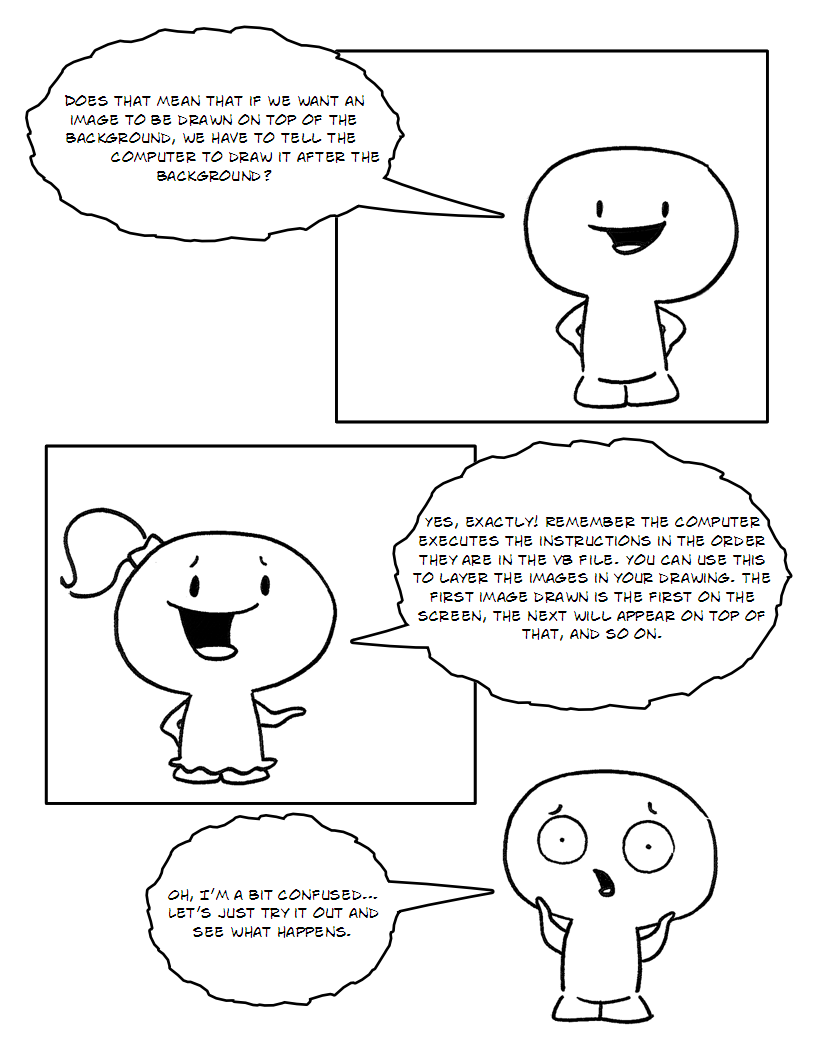 DOES THAT MEAN THAT IF WE WANT AN
IMAGE TO BE DRAWN ON TOP OF THE
BACKGROUND, WE HAVE TO TELL THE
COMPUTER TO DRAW IT AFTER THE
BACKGROUND?
YES, EXACTLY! REMEMBER THE COMPUTER
EXECUTES THE INSTRUCTIONS IN THE ORDER
THEY ARE IN THE VB FILE. YOU CAN USE THIS
TO LAYER THE IMAGES IN YOUR DRAWING. THE
FIRST IMAGE DRAWN IS THE FIRST ON THE
SCREEN, THE NEXT WILL APPEAR ON TOP OF
THAT, AND SO ON.
OH, I'M A BIT CONFUSED...
LET'S JUST TRY IT OUT AND
SEE WHAT HAPPENS.